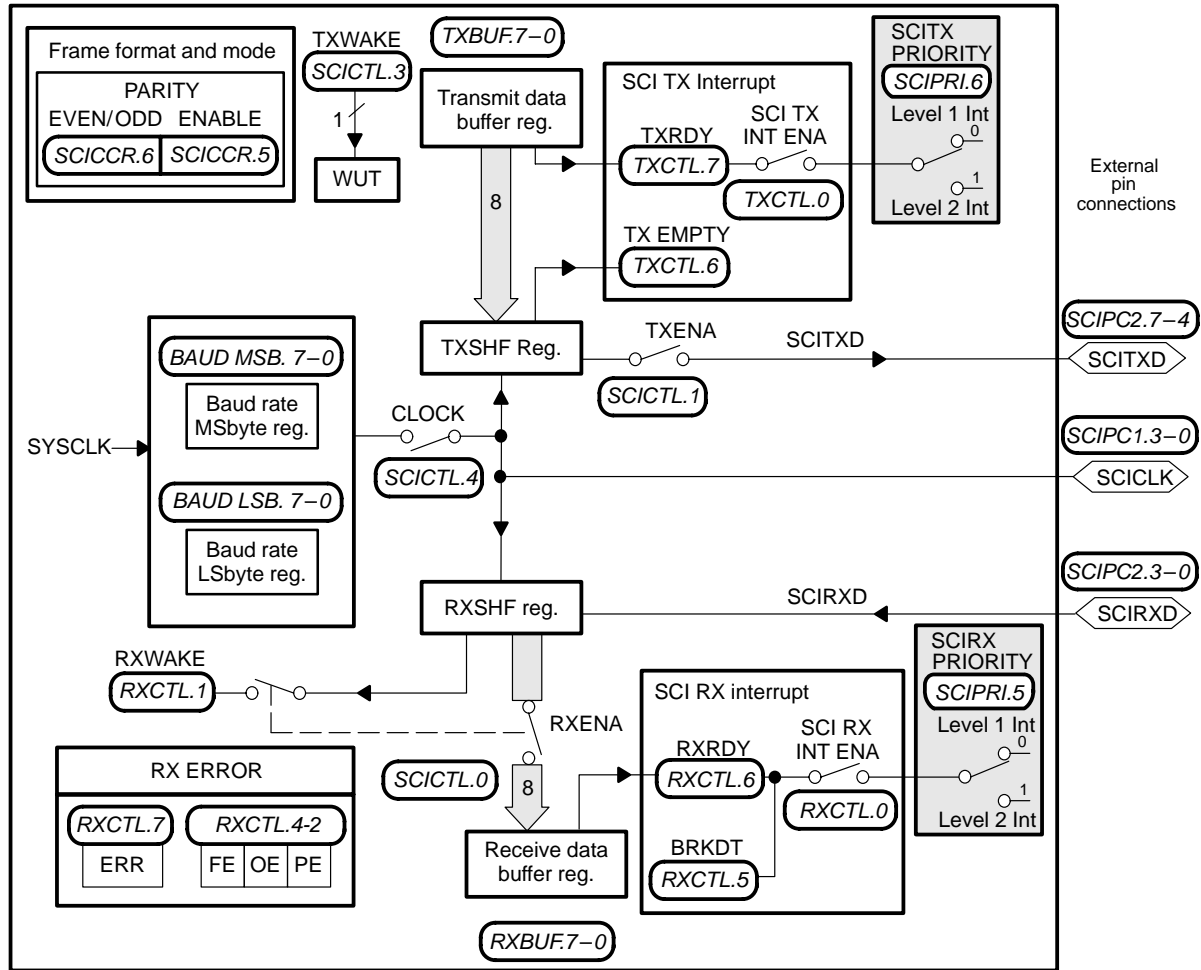 Frame format and mode
PARITY
EVEN/ODD ENABLE
SCICCR.6 SCICCR.5
TXWAKE
SCICTL.3
1
WUT
TXBUF.7–0
Transmit data
buffer reg.
8
SCI TX Interrupt
TXRDY
TXCTL.7
SCI TX
INT ENA
TXCTL.0
TX EMPTY
TXCTL.6
SCITX
PRIORITY
SCIPRI.6
Level 1 Int
0
1
Level 2 Int
External
pin
connections
BAUD MSB. 7–0
Baud rate
MSbyte reg.
SYSCLK
BAUD LSB. 7–0
Baud rate
LSbyte reg.
CLOCK
SCICTL.4
TXSHF Reg.
TXENA
SCICTL.1
SCITXD
SCIPC2.7–4
SCITXD
SCIPC1.3–0
SCICLK
RXSHF reg.
SCIRXD
SCIPC2.3–0
SCIRXD
RXWAKE
RXCTL.1
RXENA
SCICTL.0
8
Receive data
buffer reg.
RXBUF.7–0
RX ERROR
RXCTL.7 RXCTL.4-2
ERR FE OE PE
SCI RX interrupt
RXRDY
RXCTL.6
SCI RX
INT ENA
RXCTL.0
BRKDT
RXCTL.5
SCIRX
PRIORITY
SCIPRI.5
Level 1 Int
0
1
Level 2 Int